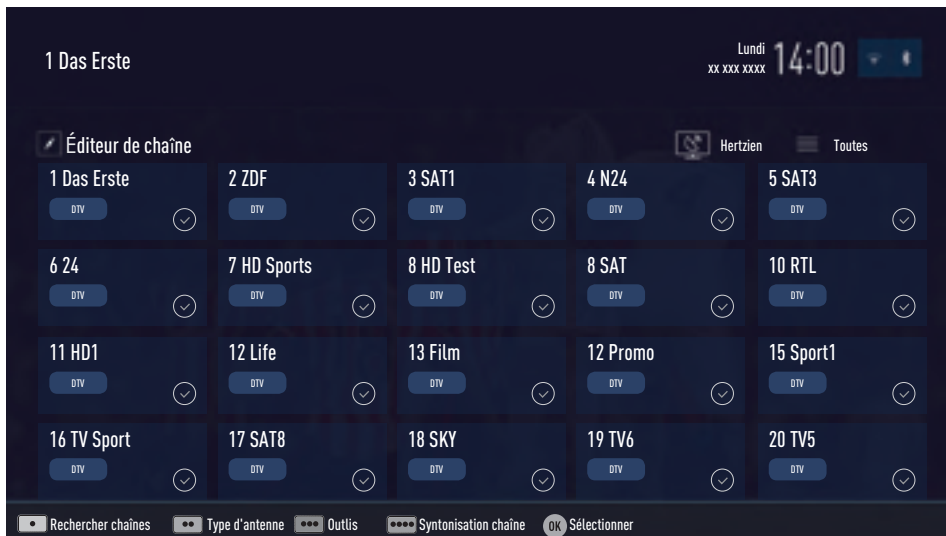 1 Das Erste
Lundi
xx xxx xxxx
14:00
Éditeur de chaîne
Hertzien
Toutes
1 Das Erste
2 ZDF
3 SAT1
4 N24
5 SAT3
DTV
DTV
DTV
DTV
DTV
6 24
7 HD Sports
8 HD Test
8 SAT
10 RTL
DTV
DTV
DTV
DTV
DTV
11 HD1
12 Life
13 Film
12 Promo
15 Sport1
DTV
DTV
DTV
DTV
DTV
16 TV Sport
17 SAT8
18 SKY
19 TV6
20 TV5
DTV
DTV
DTV
DTV
DTV
Rechercher chaînes
Type d'antenne
Outlis
Syntonisation chaîne
OK
Sélectionner